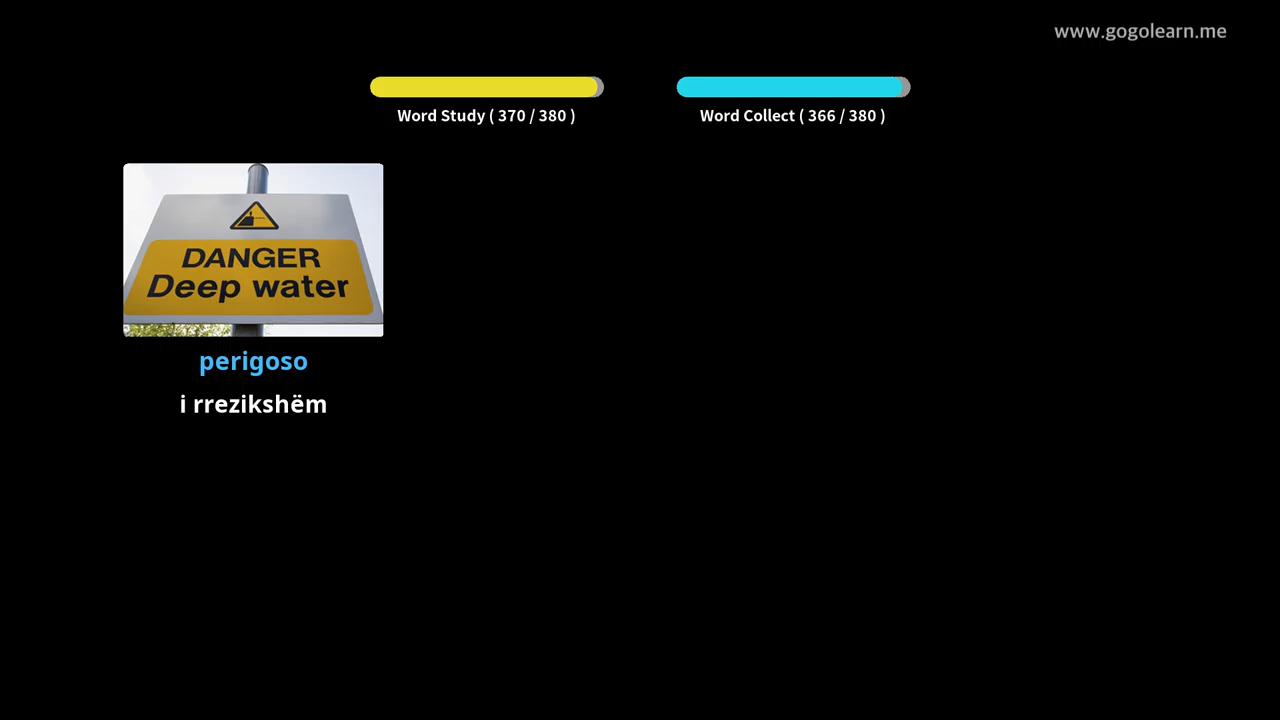 www.gogolearn.me
Word Study ( 370 / 380 )
Word Collect ( 366 / 380 )
DANGER
Deep water
perigoso
i rrezikshëm